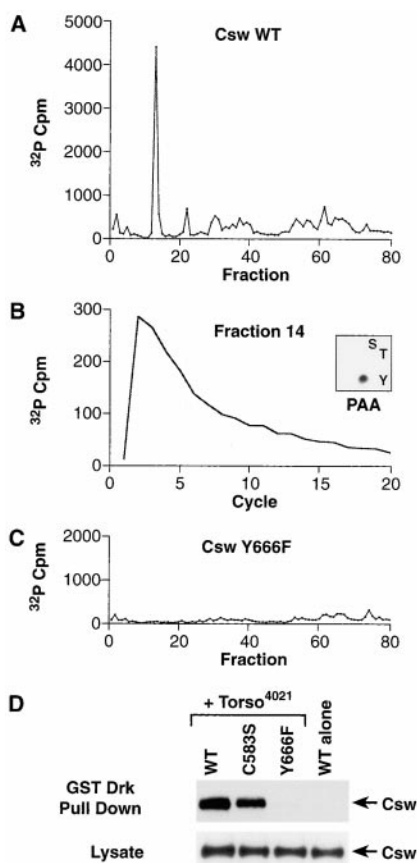 A
Csw WT
5000
4000
3000
2000
1000
0
32P Cpm
0 20 40 60 80
Fraction
B
300
200
100
0
32P Cpm
Fraction 14
S
T
Y
PAA
0 5 10 15 20
Cycle
C
Csw Y666F
2000
1000
0
32P Cpm
0 20 40 60 80
Fraction
D
+ Torso4021
WT
C583S
Y666F
WT alone
GST Drk
Pull Down
Csw
Lysate
Csw